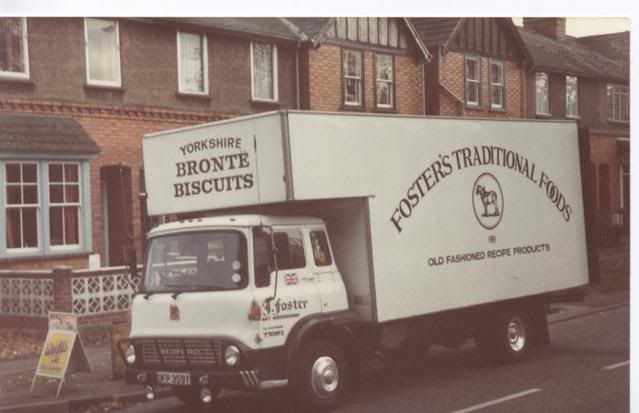 YORKSHIRE
BRONTË
BISCUITS
FOSTER'S TRADITIONAL FOODS
OLD FASHIONED RECIPE PRODUCTS
J. Foster
BEDFORD